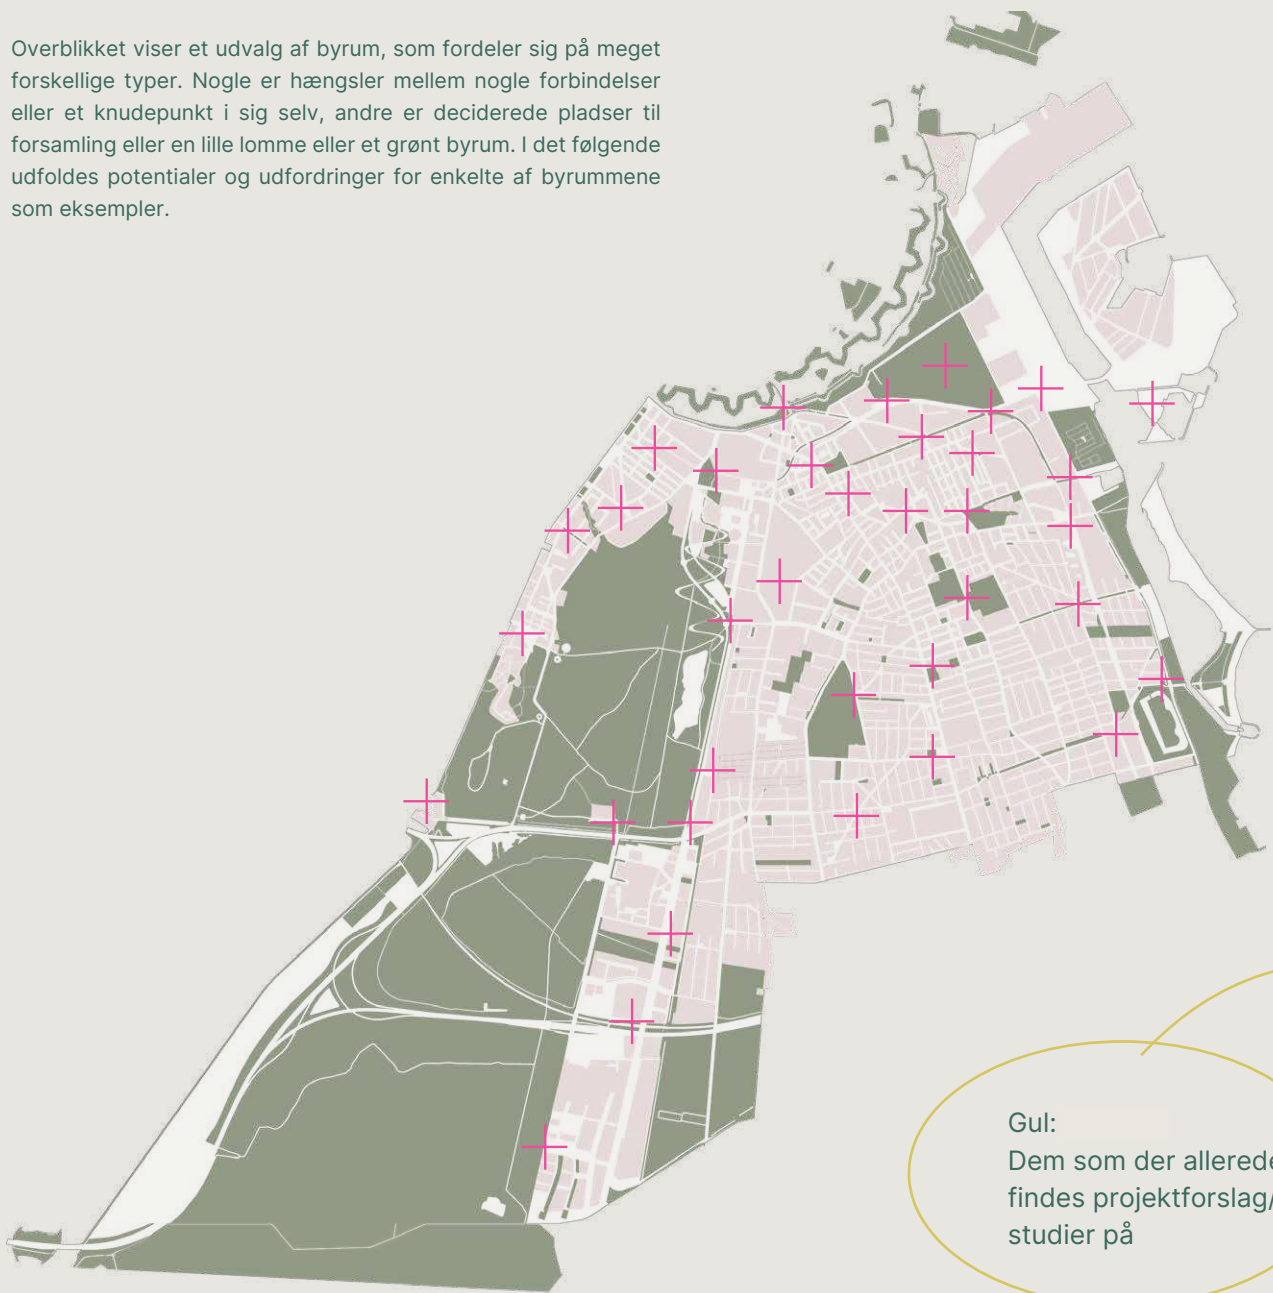 Overblikket viser et udvalg af byrum, som fordeler sig på meget
forskellige typer. Nogle er hængsler mellem nogle forbindelser
eller et knudepunkt i sig selv, andre er deciderede pladser til
forsamling eller en lille lomme eller et grønt byrum. I det følgende
udfoldes potentialer og udfordringer for enkelte af byrummene
som eksempler.
Gul:
Dem som der allerede
findes projektforslag/
studier på